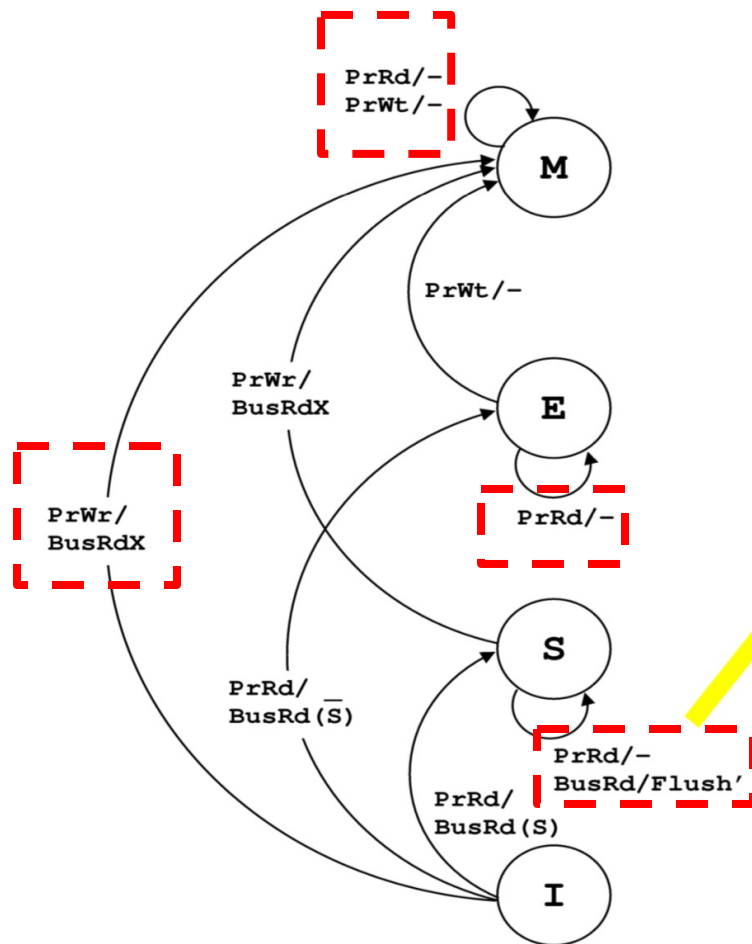 PrRd/−
PrWt/−
M
PrWt/−
PrWr/
BusRdX
E
PrWr/
BusRdX
PrRd/−
S
PrRd/
BusRd(S̅)
PrRd/−
BusRd/Flush’
PrRd/
BusRd(S)
I